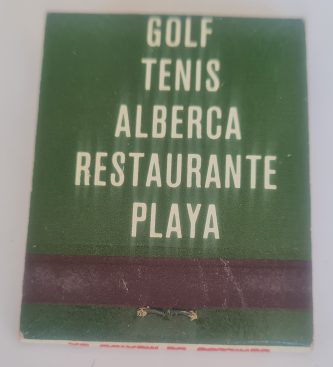 GOLF
TENIS
ALBERCA
RESTAURANTE
PLAYA